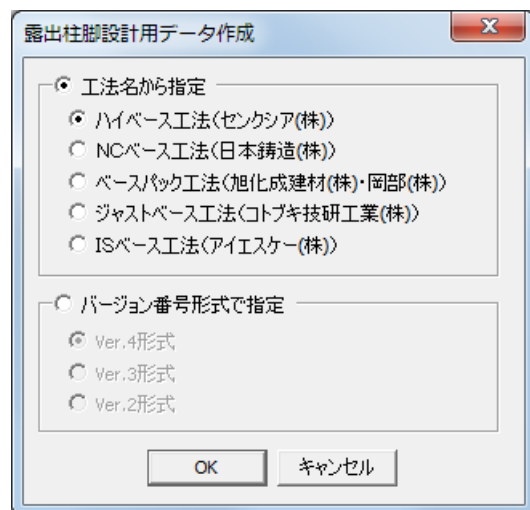 露出柱脚設計用データ作成
工法名から指定
ハイベース工法(センクシア(株))
NCベース工法(日本鋳造(株))
ベースパック工法(旭化成建材(株)・岡部(株))
ジャストベース工法(コトブキ技研工業(株))
ISベース工法(アイエスケー(株))
バージョン番号形式で指定
Ver.4形式
Ver.3形式
Ver.2形式
OK
キャンセル